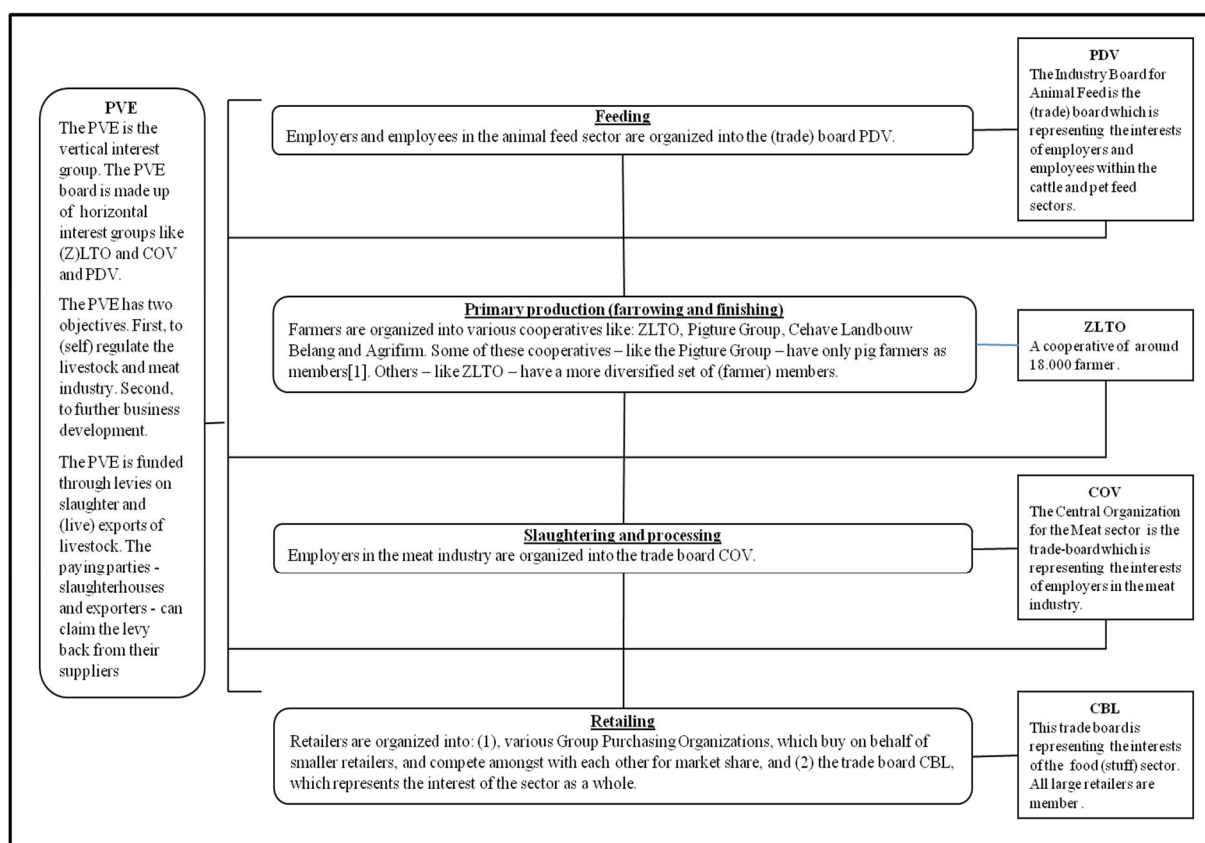 PVE
The PVE is the
vertical interest
group. The PVE
board is made up
of horizontal
interest groups like
(Z)LTO and COV
and PDV.
The PVE has two
objectives. First, to
(self) regulate the
livestock and meat
industry. Second,
to further business
development.
The PVE is funded
through levies on
slaughter and
(live) exports of
livestock. The
paying parties -
slaughterhouses
and exporters - can
claim the levy
back from their
suppliers
Feeding
Employers and employees in the animal feed sector are organized into the (trade) board PDV.
PDV
The Industry Board for
Animal Feed is the
(trade) board which is
representing the interests
of employers and
employees within the
cattle and pet feed
sectors.
Primary production (farrowing and finishing)
Farmers are organized into various cooperatives like: ZLTO, Pigture Group, Cehave Landbouw
Belang and Agrifirm. Some of these cooperatives – like the Pigture Group – have only pig farmers as
members[1]. Others – like ZLTO – have a more diversified set of (farmer) members.
ZLTO
A cooperative of around
18.000 farmer.
Slaughtering and processing
Employers in the meat industry are organized into the trade board COV.
COV
The Central Organization
for the Meat sector is the
trade-board which is
representing the interests
of employers in the meat
industry.
Retailing
Retailers are organized into: (1), various Group Purchasing Organizations, which buy on behalf of
smaller retailers, and compete amongst with each other for market share, and (2) the trade board CBL,
which represents the interest of the sector as a whole.
CBL
This trade board is
representing the interests
of the food (stuff) sector.
All large retailers are
member.